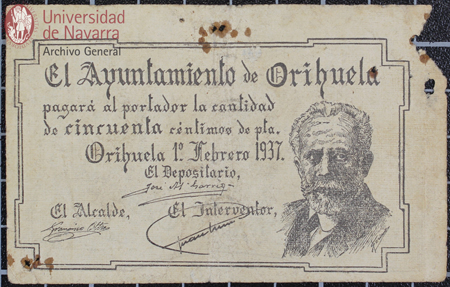 Universidad
de Navarra
Archivo General
El Ayuntamiento de Orihuela
pagará al portador la cantidad
de cincuenta céntimos de pta.
Orihuela 1º Febrero 1937.
El Depositario,
El Alcalde, El Interventor,